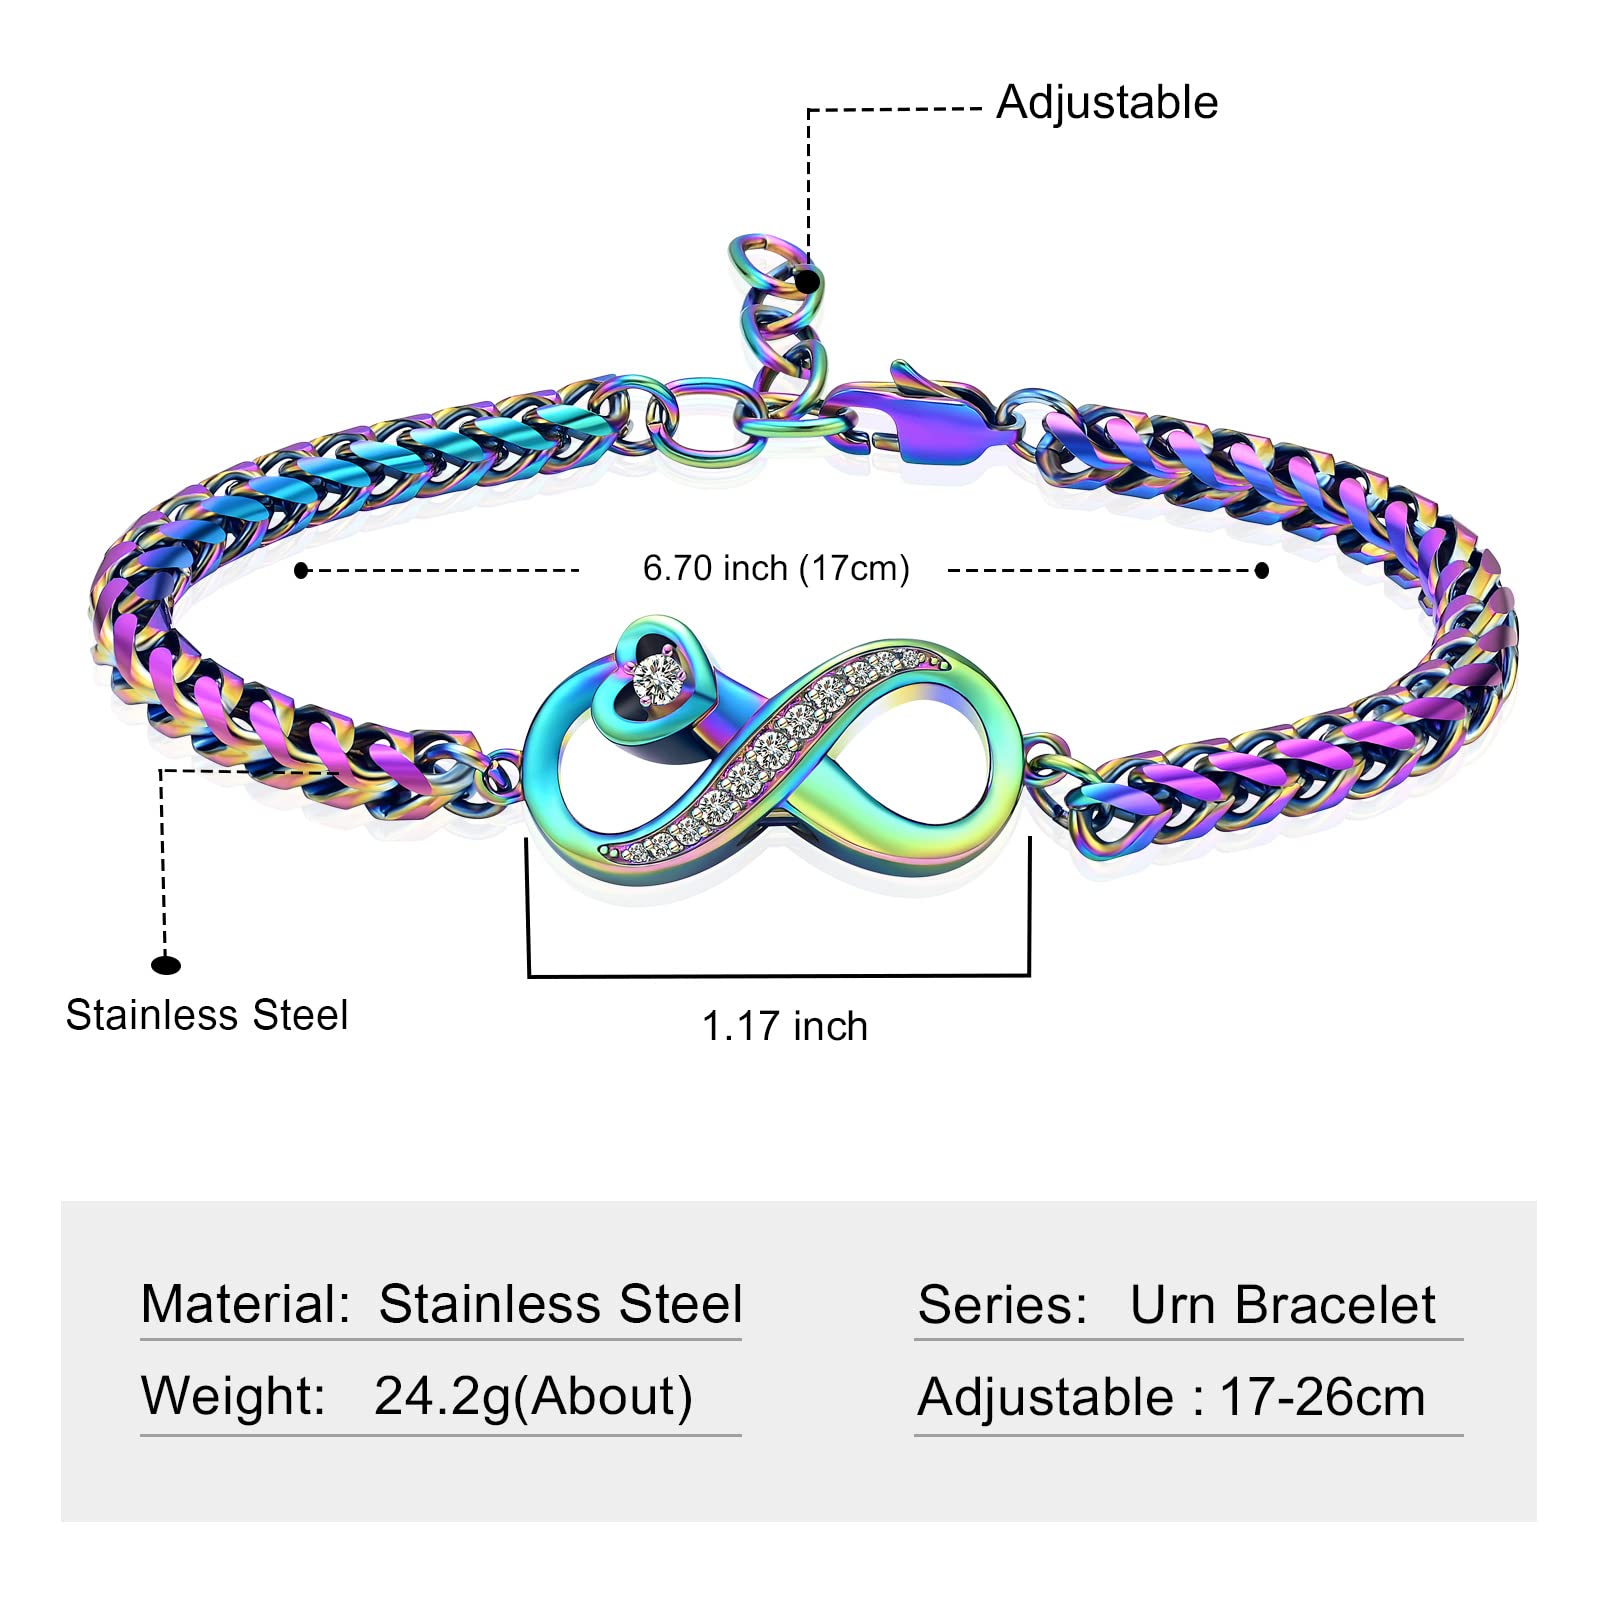 Adjustable
6.70 inch (17cm)
Stainless Steel
1.17 inch
Material: Stainless Steel
Series: Urn Bracelet
Weight: 24.2g(About)
Adjustable : 17-26cm